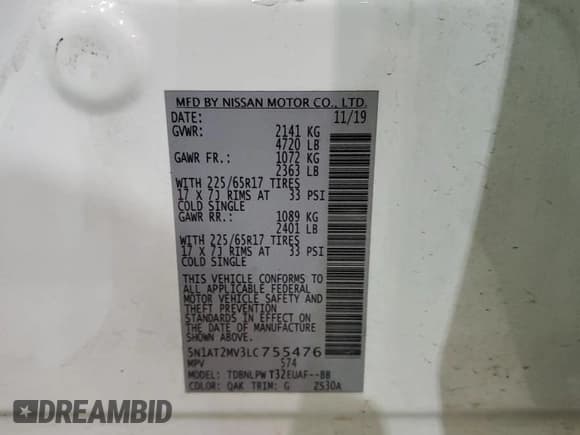 MFD BY NISSAN MOTOR CO., LTD.
DATE: 11/19
GVWR: 2141 KG
4720 LB
GAWR FR.: 1072 KG
2363 LB
WITH 225/65R17 TIRES
17 X 7J RIMS AT 33 PSI
COLD SINGLE
GAWR RR.: 1089 KG
2401 LB
WITH 225/65R17 TIRES
17 X 7J RIMS AT 33 PSI
COLD SINGLE
THIS VEHICLE CONFORMS TO
ALL APPLICABLE FEDERAL
MOTOR VEHICLE SAFETY AND
THEFT PREVENTION
STANDARDS IN EFFECT ON
THE DATE OF MANUFACTURE
SHOWN ABOVE.
5N1AT2MV3LC755476
MPV S74
MODEL: TDBNLPW T32EUAF--BB
COLOR: QAK TRIM: G Z530A
DREAMBID
DREAMBID